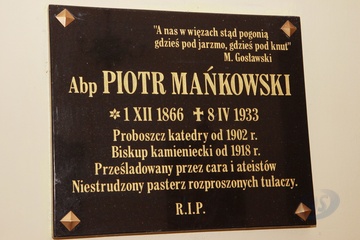 "A nas w więzach stąd pogonią
gdzieś pod jarzmo, gdzieś pod knut"
M. Gosławski
Abp PIOTR MAŃKOWSKI
✡ 1 XII 1866 ✝ 8 IV 1933
Proboszcz katedry od 1902 r.
Biskup kamieniecki od 1918 r.
Prześladowany przez cara i ateistów
Niestrudzony pasterz rozproszonych tułaczy.
R.I.P.